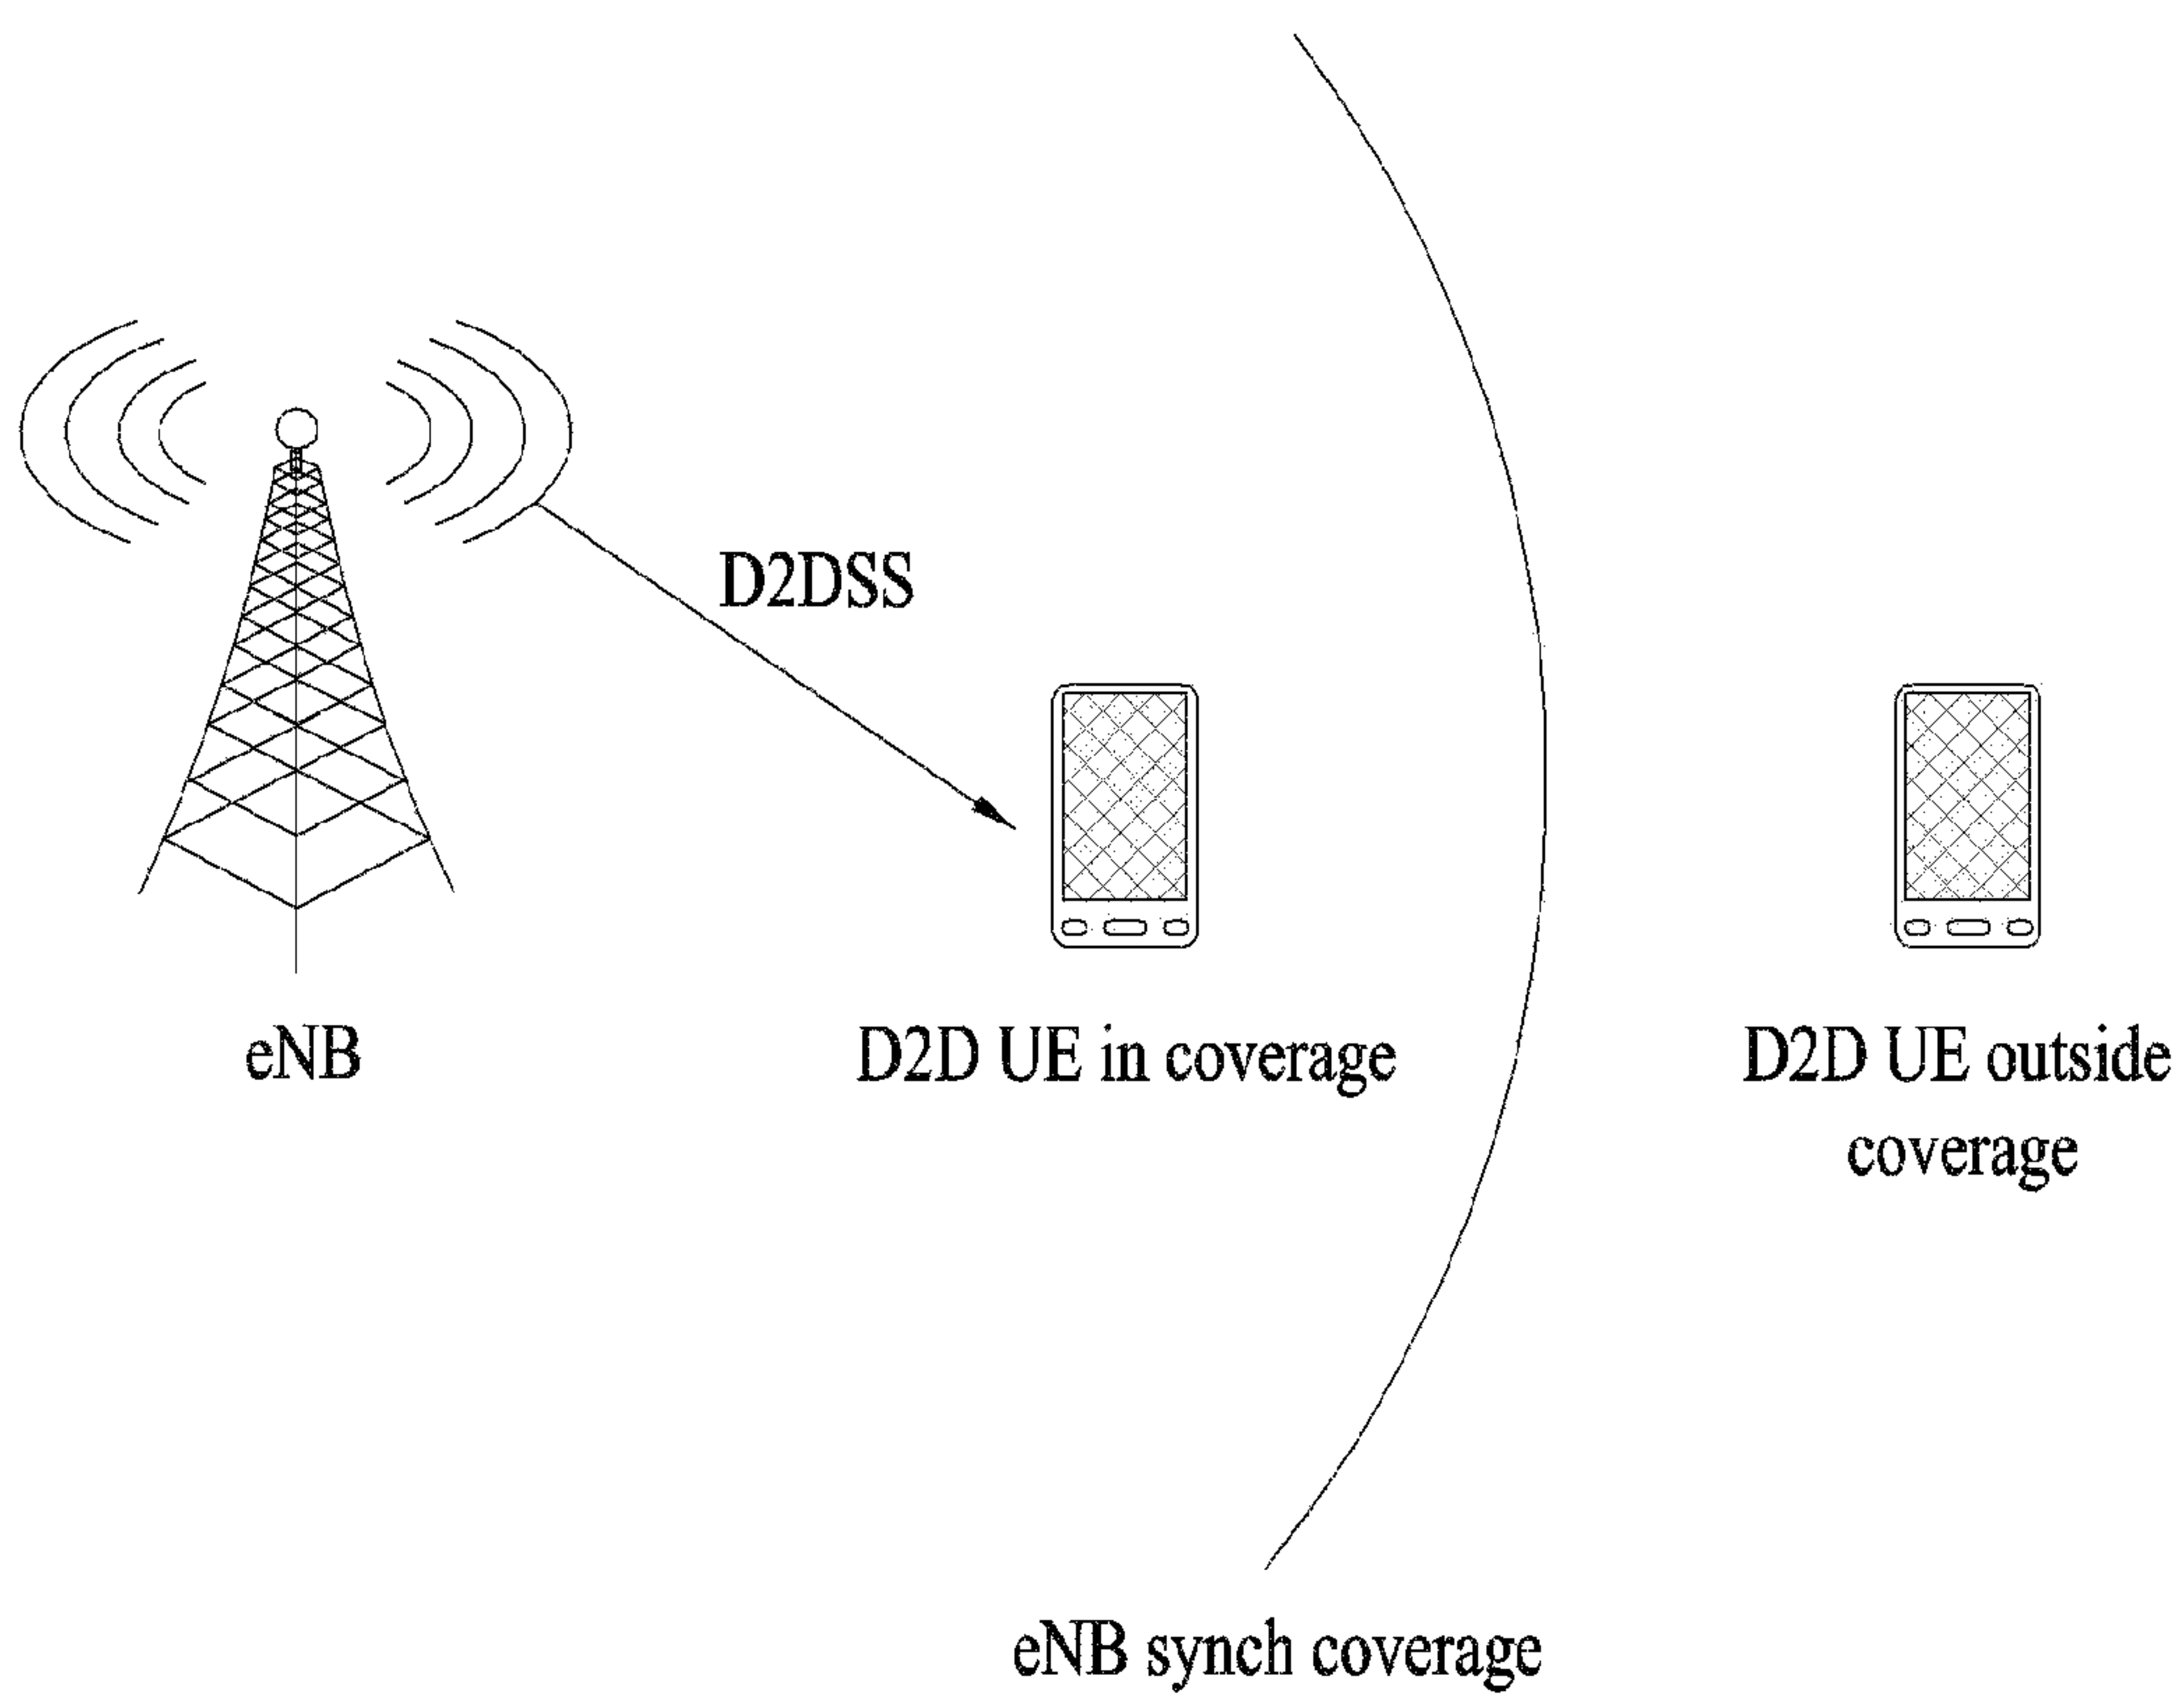 D2DSS
eNB
D2D UE in coverage
D2D UE outside
coverage
eNB synch coverage